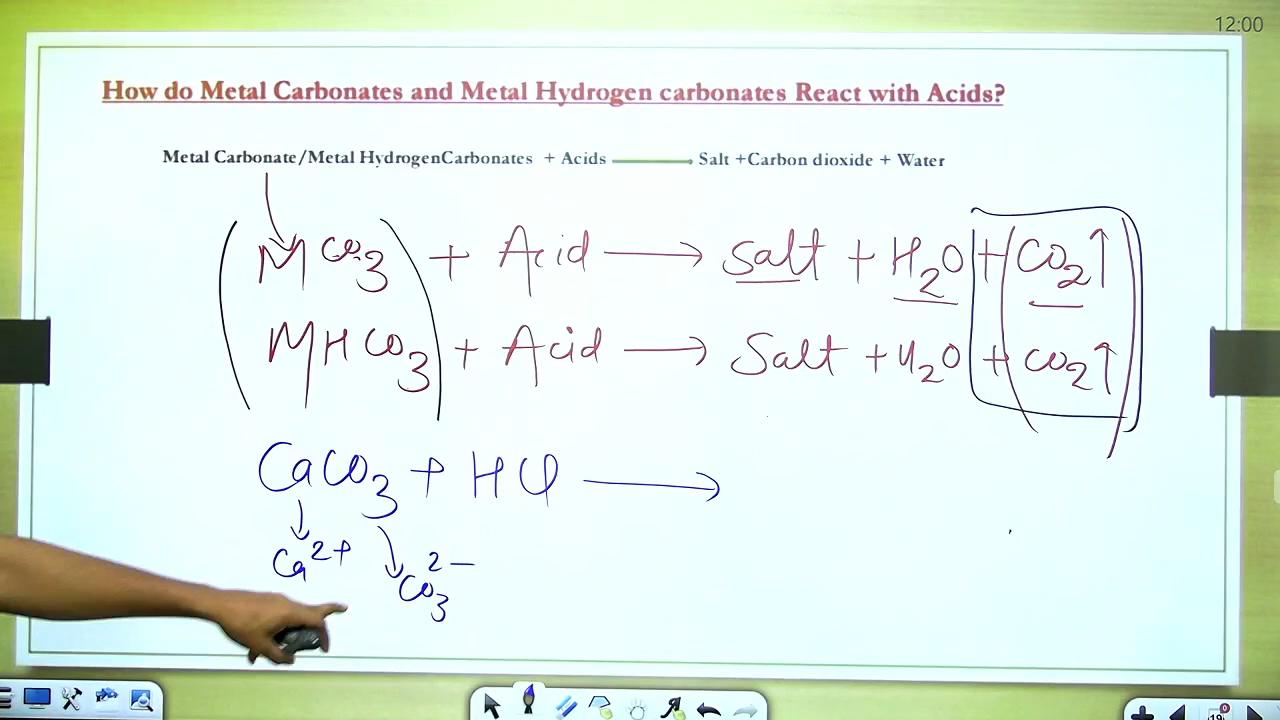 12:00
How do Metal Carbonates and Metal Hydrogen carbonates React with Acids?
Metal Carbonate/Metal HydrogenCarbonates + Acids ⟶ Salt +Carbon dioxide + Water
MCO3 + Acid ⟶ Salt + H2O + CO2↑
MHCO3 + Acid ⟶ Salt + H2O + CO2↑
CaCO3 + HCl ⟶
Ca2+ CO3 2-